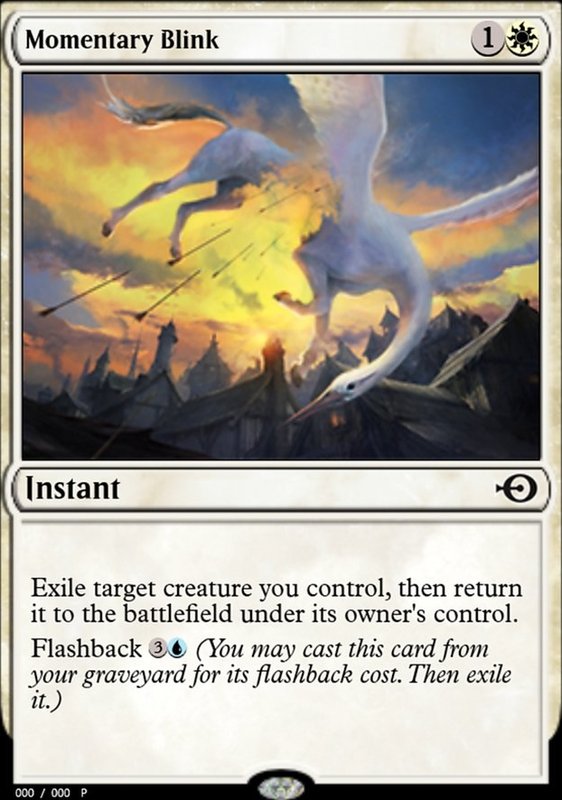 Momentary Blink 1
Instant
Exile target creature you control, then return
it to the battlefield under its owner's control.
Flashback 3 (You may cast this card from
your graveyard for its flashback cost. Then exile
it.)
000 / 000 P